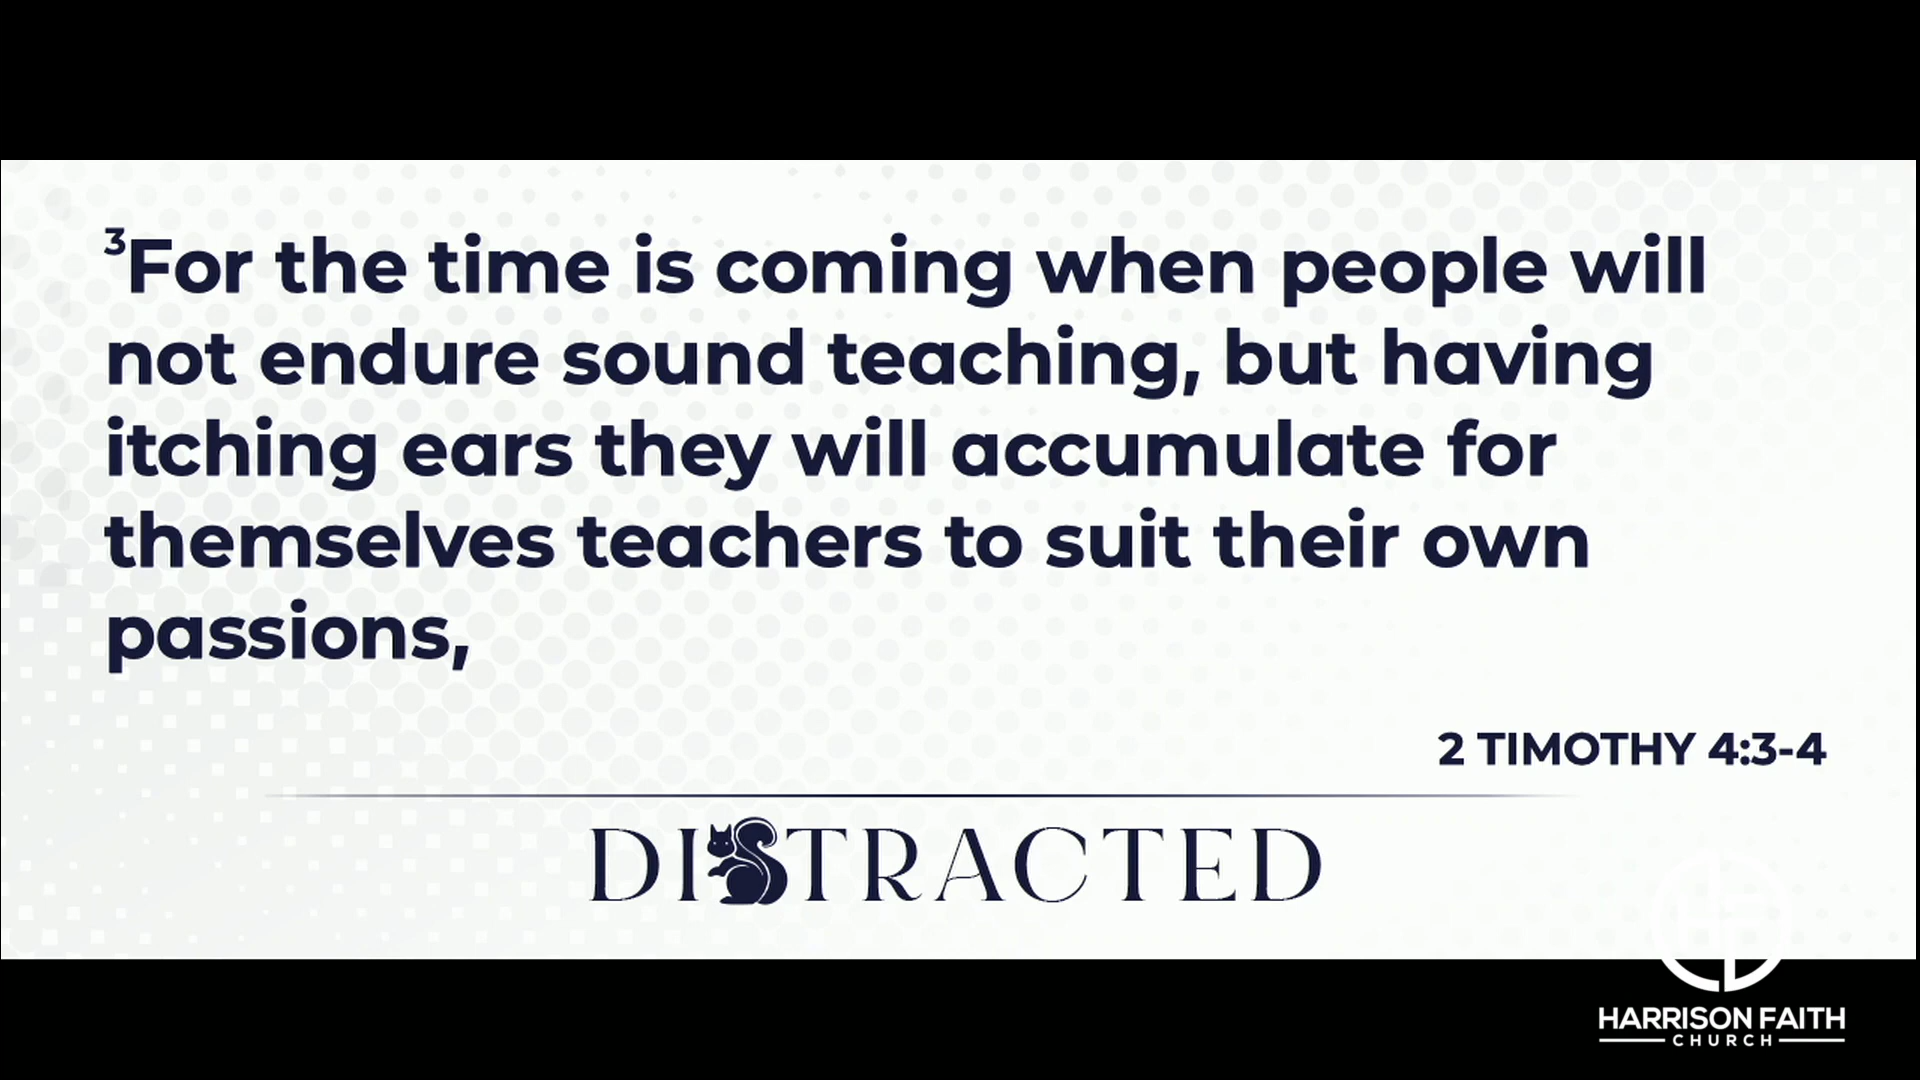 ³For the time is coming when people will
not endure sound teaching, but having
itching ears they will accumulate for
themselves teachers to suit their own
passions,
2 TIMOTHY 4:3-4
DISTRACTED
HARRISON FAITH
CHURCH